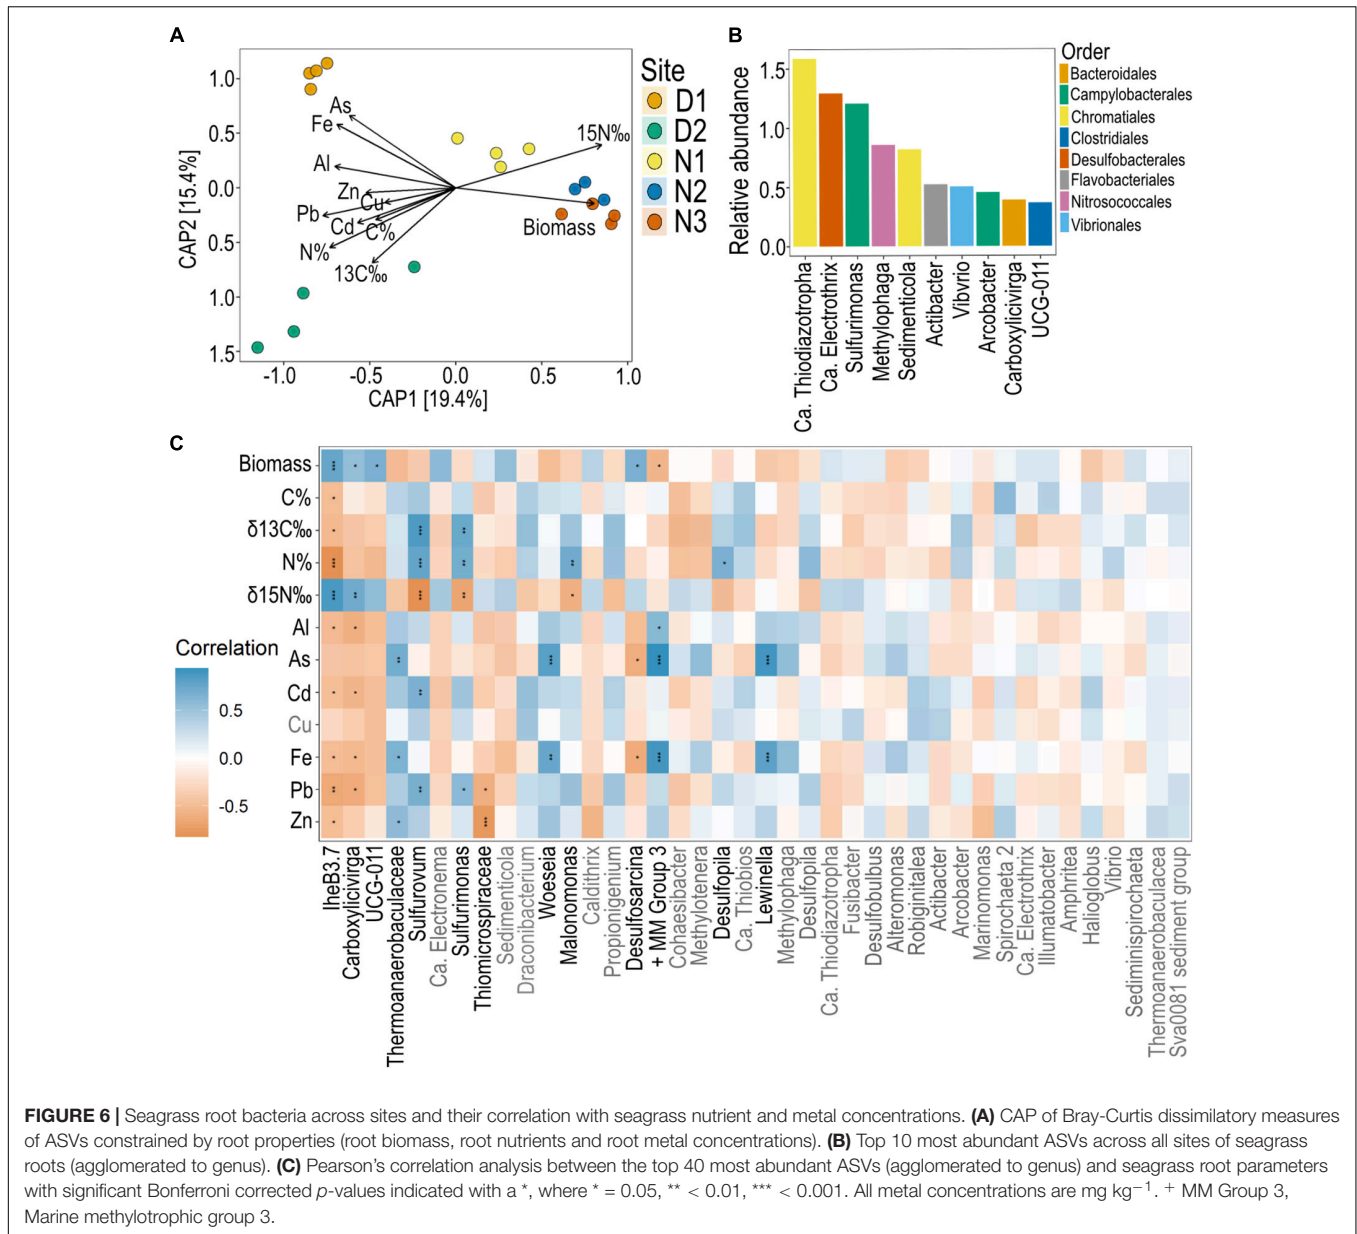 A
1.0
0.5
0.0
0.5
1.0
1.5
CAP2 [15.4%]
-1.0
-0.5
0.0
0.5
1.0
CAP1 [19.4%]
As
Fe
Al
Zn
Cu
Pb
Cd
C%
N%
13C‰
15N‰
Biomass
Site
D1
D2
N1
N2
N3
B
1.5
1.0
0.5
0.0
Relative abundance
Ca. Thiodiazotropha
Ca. Electrothrix
Sulfurimonas
Methylophaga
Sedimenticola
Actibacter
Vibvrio
Arcobacter
Carboxylicivirga
UCG-011
Order
Bacteroidales
Campylobacterales
Chromatiales
Clostridiales
Desulfobacterales
Flavobacteriales
Nitrosococcales
Vibrionales
C
Biomass
C%
δ13C‰
N%
δ15N‰
Al
As
Cd
Cu
Fe
Pb
Zn
Correlation
0.5
0.0
-0.5
IheB3.7
Carboxylicivirga
UCG-011
Thermoanaerobaculaceae
Sulfurovum
Ca. Electronema
Sulfurimonas
Thiomicrospiraceae
Sedimenticola
Draconibacterium
Woeseia
Malonomonas
Caldithrix
Propionigenium
Desulfosarcina
+ MM Group 3
Cohaesibacter
Methylotenera
Desulfopila
Ca. Thiobios
Lewinella
Methylophaga
Desulfopila
Ca. Thiodiazotropha
Fusibacter
Desulfobulbus
Alteromonas
Robiginitalea
Actibacter
Arcobacter
Marinomonas
Spirochaeta 2
Ca. Electrothrix
Illumatobacter
Amphritea
Halioglobus
Vibrio
Sediminispirochaeta
Thermoanaerobaculacea
Sva0081 sediment group
FIGURE 6 | Seagrass root bacteria across sites and their correlation with seagrass nutrient and metal concentrations. (A) CAP of Bray-Curtis dissimilatory measures
of ASVs constrained by root properties (root biomass, root nutrients and root metal concentrations). (B) Top 10 most abundant ASVs across all sites of seagrass
roots (agglomerated to genus). (C) Pearson's correlation analysis between the top 40 most abundant ASVs (agglomerated to genus) and seagrass root parameters
with significant Bonferroni corrected p-values indicated with a *, where * = 0.05, ** < 0.01, *** < 0.001. All metal concentrations are mg kg−1. + MM Group 3,
Marine methylotrophic group 3.